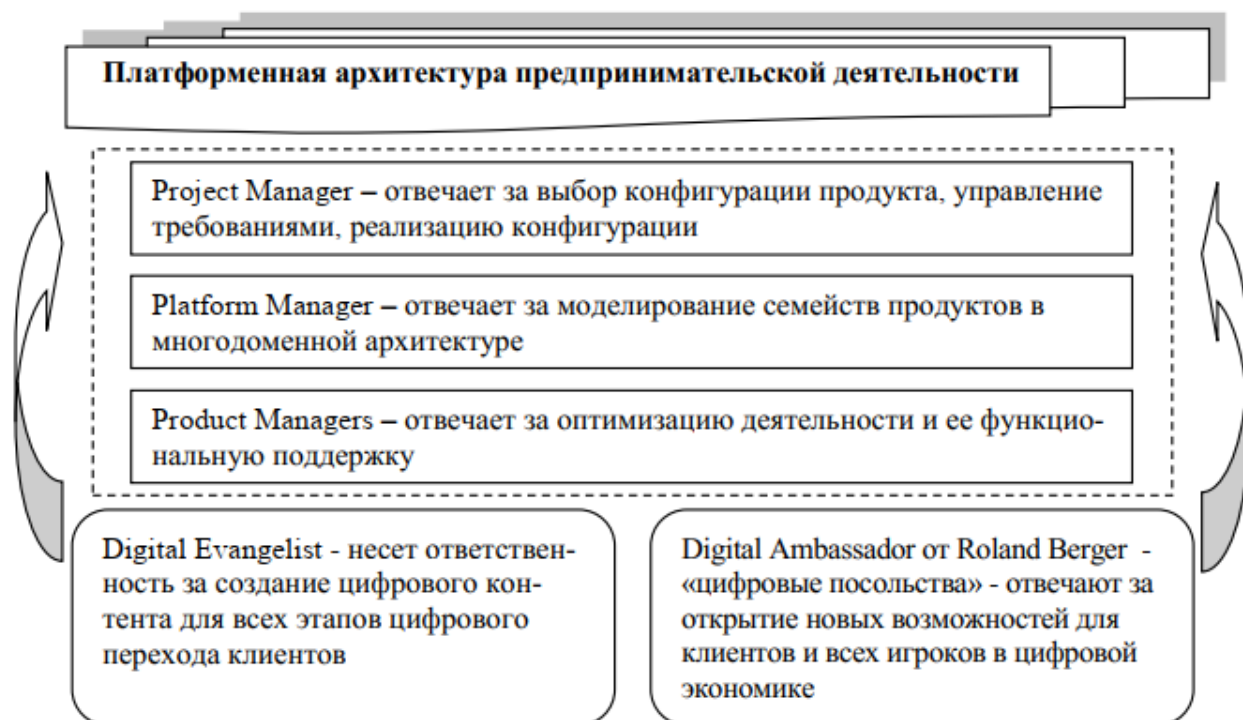 Платформенная архитектура предпринимательской деятельности
Project Manager – отвечает за выбор конфигурации продукта, управление
требованиями, реализацию конфигурации
Platform Manager – отвечает за моделирование семейств продуктов в
многодоменной архитектуре
Product Managers – отвечает за оптимизацию деятельности и ее функцио-
нальную поддержку
Digital Evangelist - несет ответствен-
ность за создание цифрового кон-
тента для всех этапов цифрового
перехода клиентов
Digital Ambassador от Roland Berger -
«цифровые посольства» - отвечают за
открытие новых возможностей для
клиентов и всех игроков в цифровой
экономике